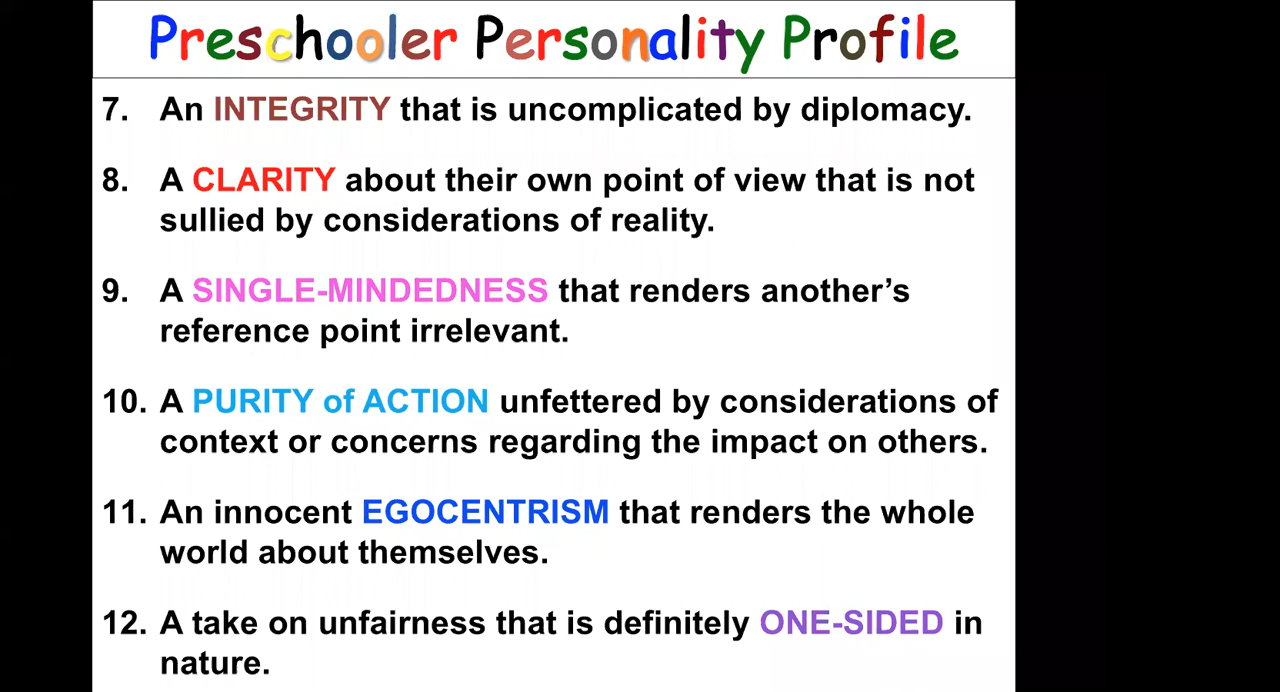 Preschooler Personality Profile
7. An INTEGRITY that is uncomplicated by diplomacy.
8. A CLARITY about their own point of view that is not
sullied by considerations of reality.
9. A SINGLE-MINDEDNESS that renders another’s
reference point irrelevant.
10. A PURITY of ACTION unfettered by considerations of
context or concerns regarding the impact on others.
11. An innocent EGOCENTRISM that renders the whole
world about themselves.
12. A take on unfairness that is definitely ONE-SIDED in
nature.